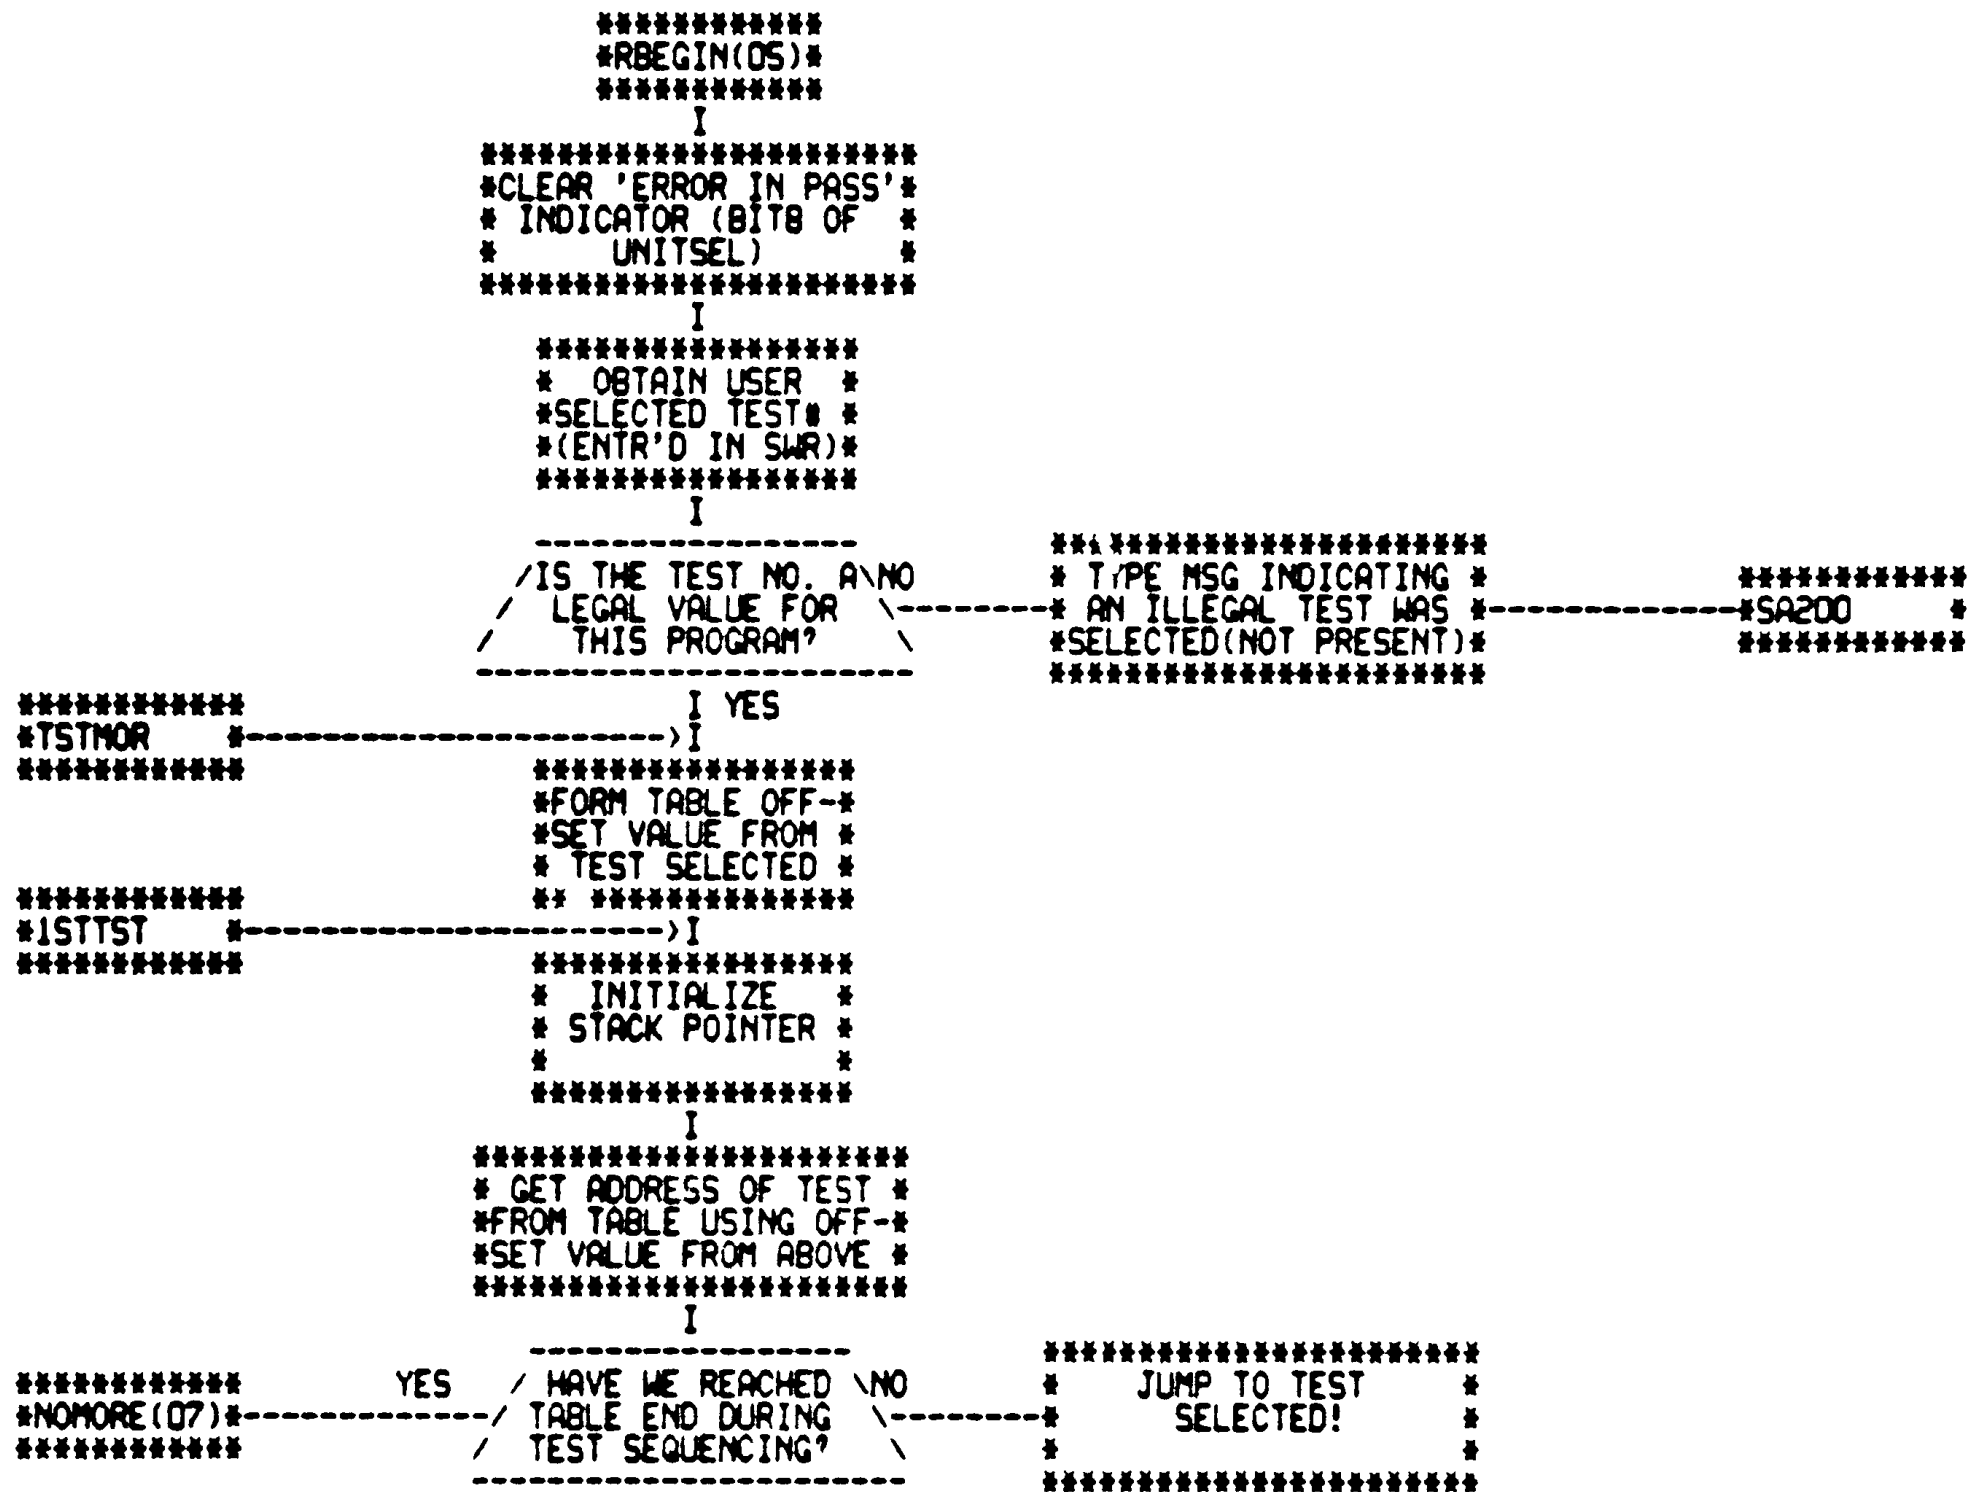 *RBEGIN(05)*
I
*CLEAR 'ERROR IN PASS'*
* INDICATOR (BIT8 OF *
* UNITSEL) *
I
* OBTAIN USER *
*SELECTED TEST# *
*(ENTR'D IN SWR)*
I
/IS THE TEST NO. A\NO
/ LEGAL VALUE FOR \
/ THIS PROGRAM? \
* TYPE MSG INDICATING *
* AN ILLEGAL TEST WAS *
*SELECTED(NOT PRESENT)*
*SA200 *
I YES
*TSTMOR *-----------------------> I
*FORM TABLE OFF-*
*SET VALUE FROM *
* TEST SELECTED *
*1STTST *-----------------------> I
* INITIALIZE *
* STACK POINTER *
* *
I
* GET ADDRESS OF TEST *
*FROM TABLE USING OFF-*
*SET VALUE FROM ABOVE *
I
*NOMORE(07)*
YES
/ HAVE WE REACHED \NO
/ TABLE END DURING \
/ TEST SEQUENCING? \
* JUMP TO TEST *
* SELECTED! *
* *